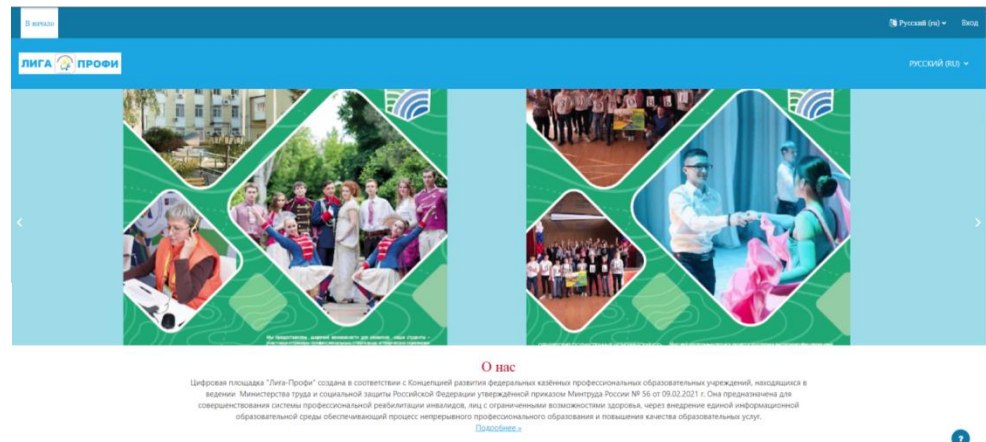 В начало
Русский (ru)
Вход
ЛИГА ПРОФИ
РУССКИЙ (RU)
О нас
Цифровая площадка "Лига-Профи" создана в соответствии с Концепцией развития федеральных казённых профессиональных образовательных учреждений, находящихся в
ведении Министерства труда и социальной защиты Российской Федерации утверждённой приказом Минтруда России № 56 от 09.02.2021 г. Она предназначена для
совершенствования системы профессиональной реабилитации инвалидов, лиц с ограниченными возможностями здоровья, через внедрение единой информационной
образовательной среды обеспечивающий процесс непрерывного профессионального образования и повышения качества образовательных услуг.
Подробнее »
?